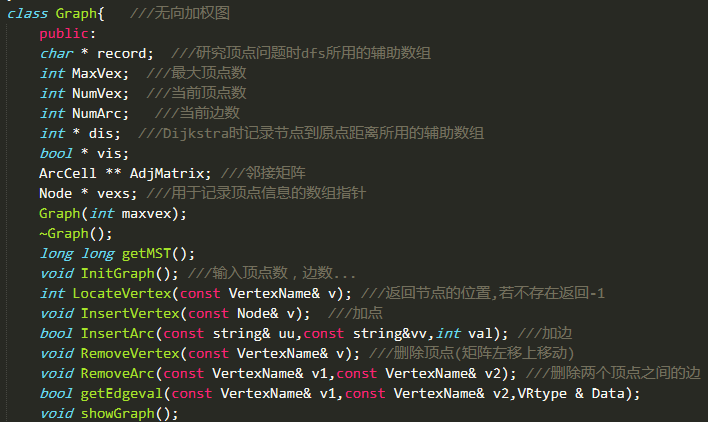 class Graph{   ///无向加权图
public:
char * record;  ///研究顶点问题时dfs所用的辅助数组
int MaxVex;  ///最大顶点数
int NumVex;  ///当前顶点数
int NumArc;   ///当前边数
int * dis;  ///Dijkstra时记录节点到原点距离所用的辅助数组
bool * vis;
ArcCell ** AdjMatrix; ///邻接矩阵
Node * vexs; ///用于记录顶点信息的数组指针
Graph(int maxvex);
~Graph();
long long getMST();
void InitGraph(); ///输入顶点数，边数...
int LocateVertex(const VertexName& v); ///返回节点的位置,若不存在返回-1
void InsertVertex(const Node& v);  ///加点
bool InsertArc(const string& uu,const string&vv,int val); ///加边
void RemoveVertex(const VertexName& v); ///删除顶点(矩阵左移上移动)
void RemoveArc(const VertexName& v1,const VertexName& v2); ///删除两个顶点之间的边
bool getEdgeval(const VertexName& v1,const VertexName& v2,VRtype & Data);
void showGraph();